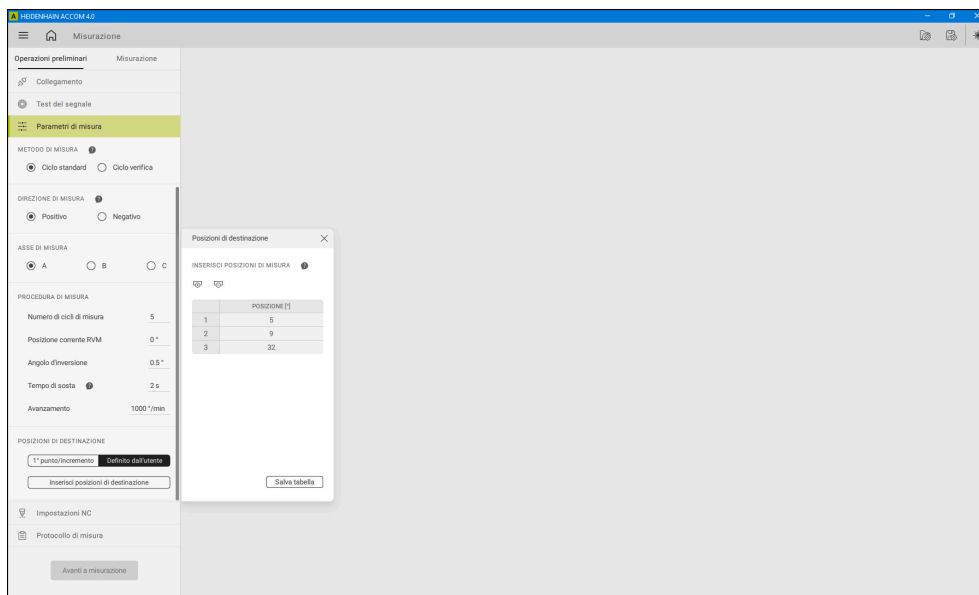 HEIDENHAIN ACCOM 4.0
Misurazione
Operazioni preliminari Misurazione
Collegamento
Test del segnale
Parametri di misura
METODO DI MISURA ?
Ciclo standard Ciclo verifica
DIREZIONE DI MISURA ?
Positivo Negativo
ASSE DI MISURA
A B C
PROCEDURA DI MISURA
Numero di cicli di misura 5
Posizione corrente RVM 0 °
Angolo d'inversione 0.5 °
Tempo di sosta ? 2 s
Avanzamento 1000 °/min
POSIZIONI DI DESTINAZIONE
1° punto/incremento Definito dall'utente
Inserisci posizioni di destinazione
Impostazioni NC
Protocollo di misura
Avanti a misurazione
Posizioni di destinazione
INSERISCI POSIZIONI DI MISURA ?
POSIZIONE [°]
1 5
2 9
3 32
Salva tabella